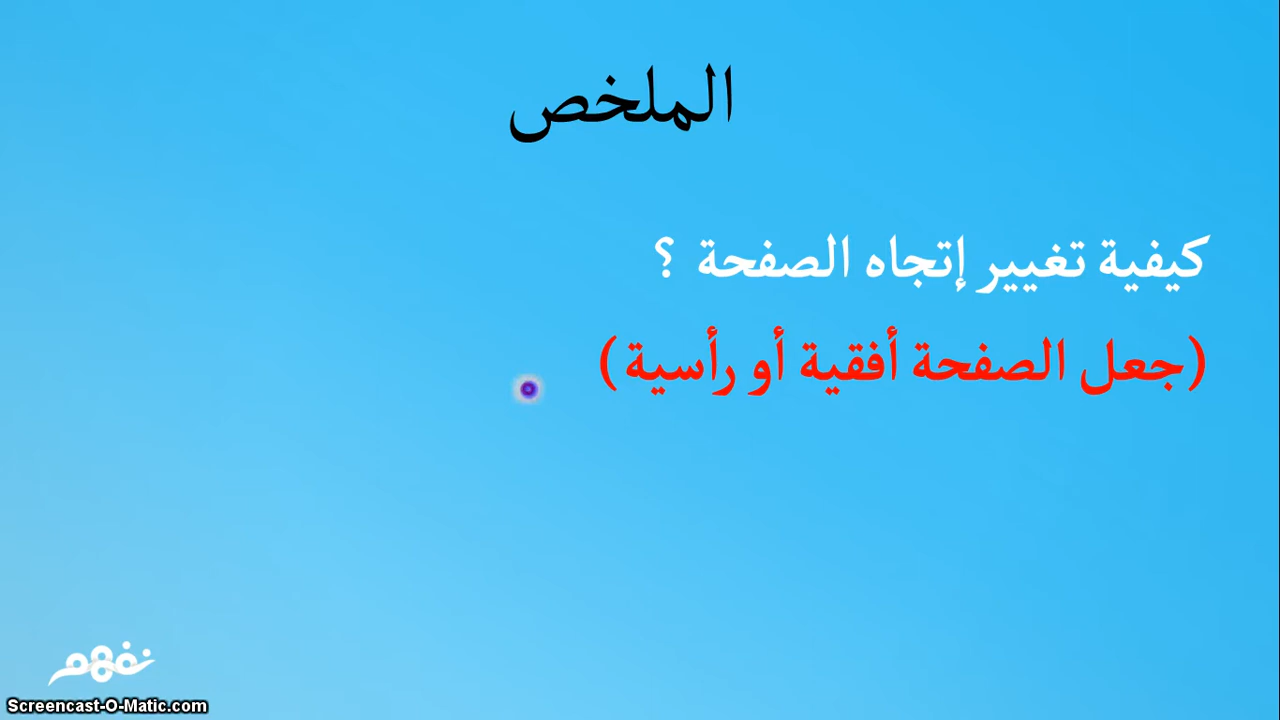 الملخص
كيفية تغيير إتجاه الصفحة ؟
(جعل الصفحة أفقية أو رأسية)
نفهم
Screencast-O-Matic.com